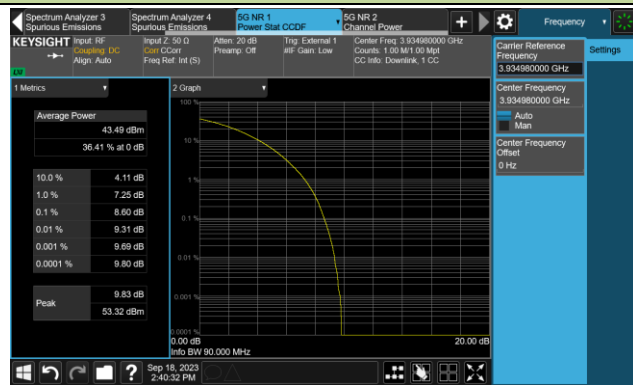 Spectrum Analyzer 3
Spurious Emissions
Spectrum Analyzer 4
Spurious Emissions
5G NR 1
Power Stat CCDF
5G NR 2
Channel Power
Frequency
KEYSIGHT
Input: RF
Coupling: DC
Align: Auto
Input Z: 50 Ω
Corr CCorr
Freq Ref: Int (S)
Atten: 20 dB
Preamp: Off
Trig: External 1
#IF Gain: Low
Center Freq: 3.934980000 GHz
Counts: 1.00 M/1.00 Mpt
CC Info: Downlink, 1 CC
Carrier Reference
Frequency
3.934980000 GHz
Settings
Center Frequency
3.934980000 GHz
Auto
Man
Center Frequency
Offset
0 Hz
1 Metrics
Average Power
43.49 dBm
36.41 % at 0 dB
10.0 % 4.11 dB
1.0 % 7.25 dB
0.1 % 8.60 dB
0.01 % 9.31 dB
0.001 % 9.69 dB
0.0001 % 9.80 dB
Peak
9.83 dB
53.32 dBm
2 Graph
100 %
10 %
1 %
0.1 %
0.01 %
0.001 %
0.0001 %
0.00 dB
20.00 dB
Info BW 90.000 MHz
Sep 18, 2023
2:40:32 PM